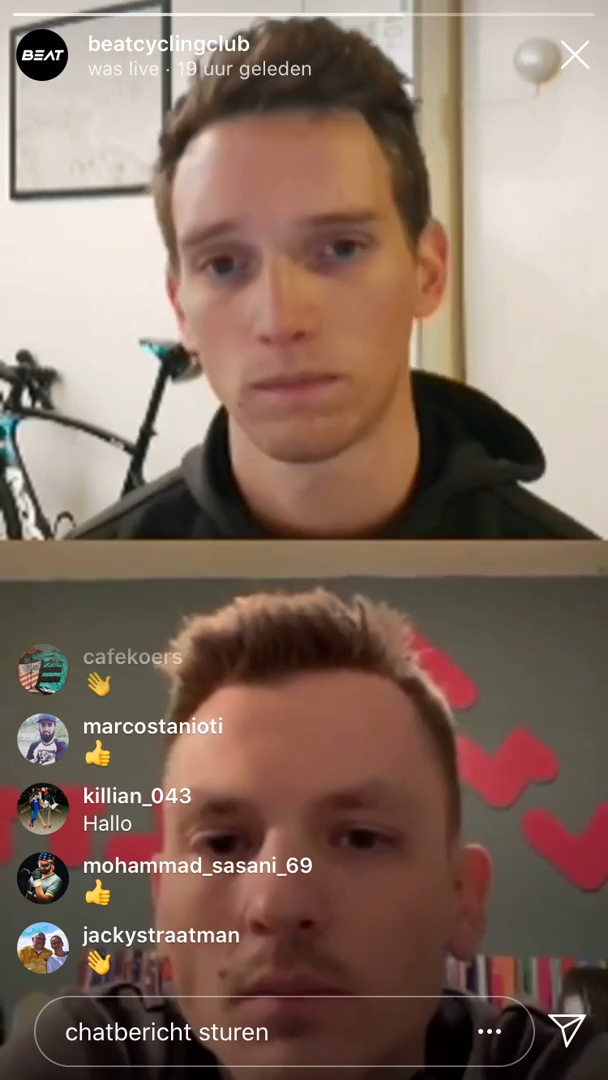 BEAT
beatcyclingclub
was live · 19 uur geleden
cafekoers
👋
marcostanioti
👍
killian_043
Hallo
mohammad_sasani_69
👍
jackystraatman
👋
chatbericht sturen